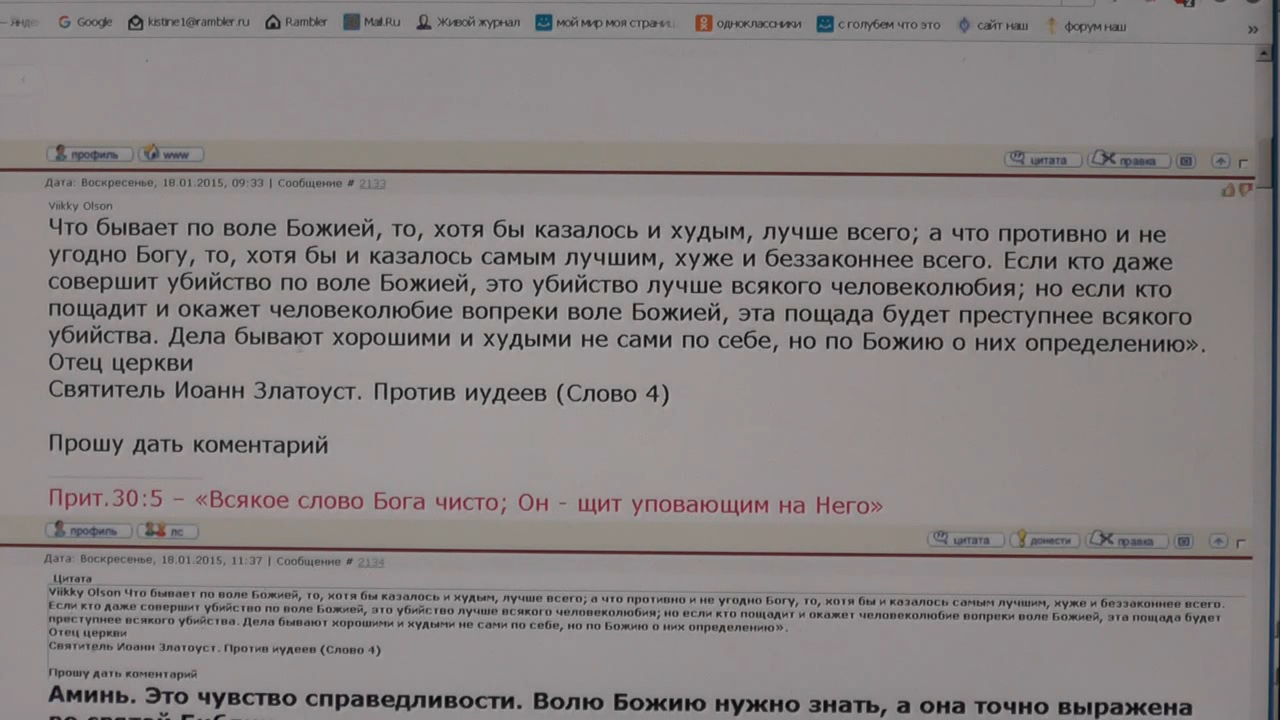 Google kistine1@rambler.ru Rambler Mail.Ru Живой журнал мой мир моя страни одноклассники с голубем что это сайт наш форум наш »
профиль www цитата правка
Дата: Воскресенье, 18.01.2015, 09:33 | Сообщение # 2133
Viikky Olson
Что бывает по воле Божией, то, хотя бы казалось и худым, лучше всего; а что противно и не
угодно Богу, то, хотя бы и казалось самым лучшим, хуже и беззаконнее всего. Если кто даже
совершит убийство по воле Божией, это убийство лучше всякого человеколюбия; но если кто
пощадит и окажет человеколюбие вопреки воле Божией, эта пощада будет преступнее всякого
убийства. Дела бывают хорошими и худыми не сами по себе, но по Божию о них определению».
Отец церкви
Святитель Иоанн Златоуст. Против иудеев (Слово 4)
Прошу дать коментарий
Прит.30:5 – «Всякое слово Бога чисто; Он - щит уповающим на Него»
профиль лс цитата донести правка
Дата: Воскресенье, 18.01.2015, 11:37 | Сообщение # 2134
Цитата
Viikky Olson Что бывает по воле Божией, то, хотя бы казалось и худым, лучше всего; а что противно и не угодно Богу, то, хотя бы и казалось самым лучшим, хуже и беззаконнее всего.
Если кто даже совершит убийство по воле Божией, это убийство лучше всякого человеколюбия; но если кто пощадит и окажет человеколюбие вопреки воле Божией, эта пощада будет
преступнее всякого убийства. Дела бывают хорошими и худыми не сами по себе, но по Божию о них определению».
Отец церкви
Святитель Иоанн Златоуст. Против иудеев (Слово 4)
Прошу дать коментарий
Аминь. Это чувство справедливости. Волю Божию нужно знать, а она точно выражена